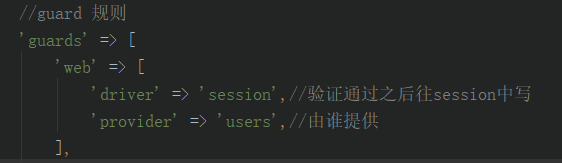 //guard 规则
'guards' => [
'web' => [
'driver' => 'session',//验证通过之后往session中写
'provider' => 'users',//由谁提供
],